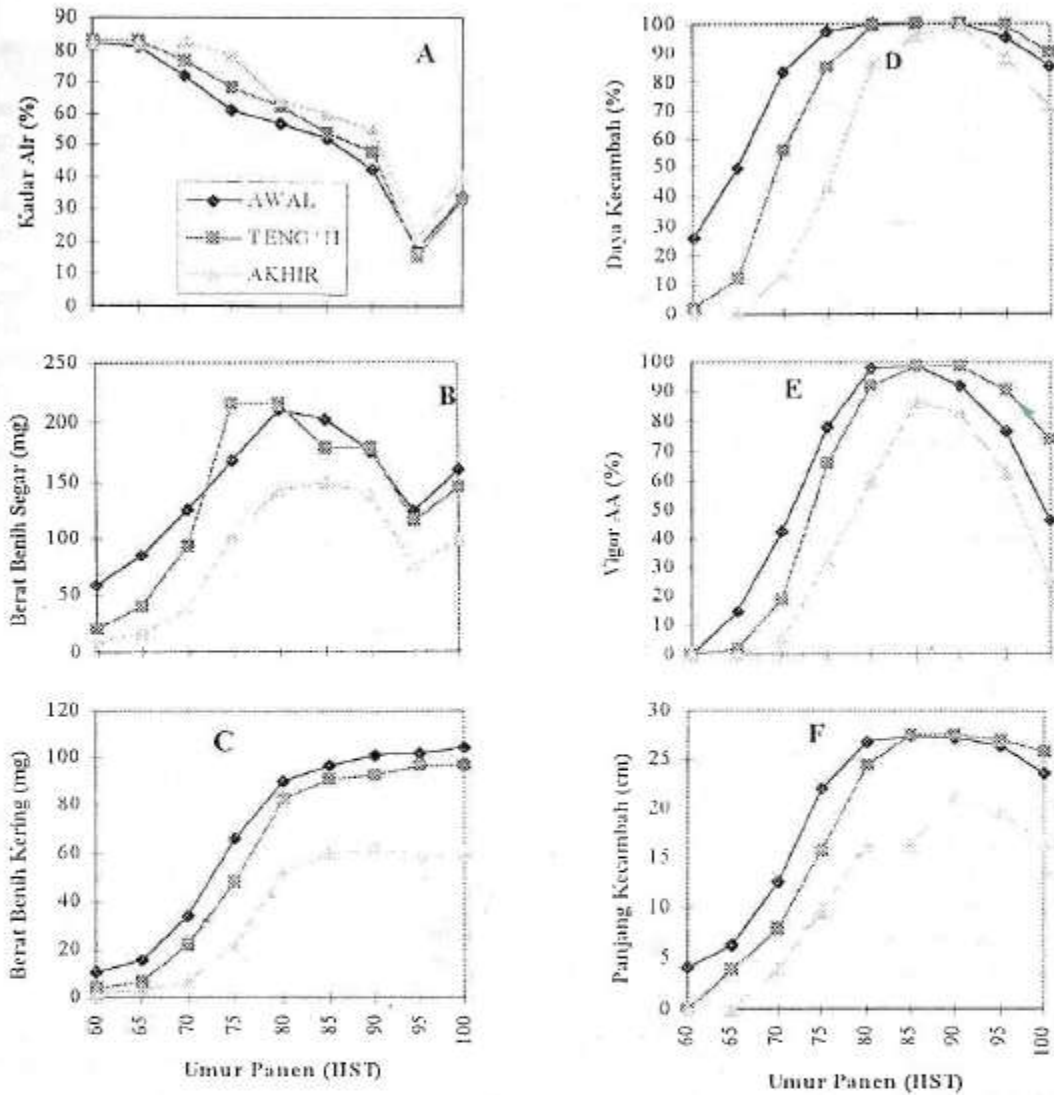 Kadar Air (%)
90
80
70
60
50
40
30
20
10
0
A
AWAL
AKHIR
Daya Kecambah (%)
100
90
80
70
60
50
40
30
20
10
0
D
Berat Benih Segar (mg)
250
200
150
100
50
0
B
Vigor AA (%)
100
90
80
70
60
50
40
30
20
10
0
E
Berat Benih Kering (mg)
120
100
80
60
40
20
0
C
60 65 70 75 80 85 90 95 100
Umur Panen (HST)
Panjang Kecambah (cm)
30
25
20
15
10
5
0
F
60 65 70 75 80 85 90 95 100
Umur Panen (HST)